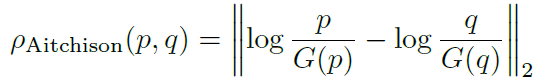 ρ_Aitchison(p, q) = ‖log p/G(p) − log q/G(q)‖₂